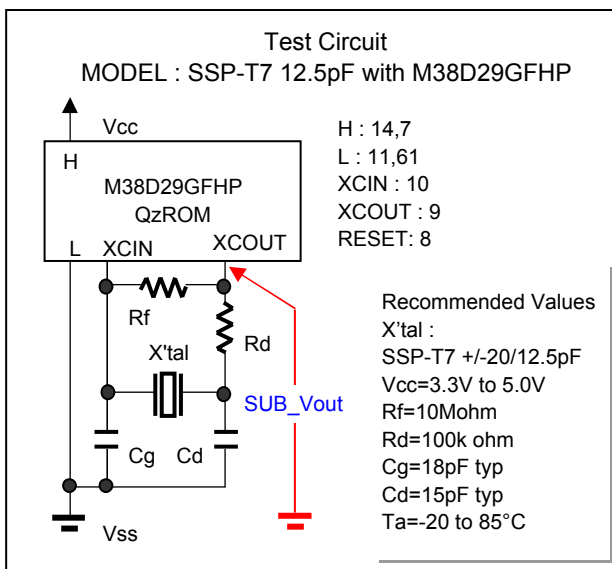 Test Circuit
MODEL : SSP-T7 12.5pF with M38D29GFHP
Vcc
H
M38D29GFHP
QzROM
L XCIN XCOUT
Rf
Rd
X'tal
SUB_Vout
Cg Cd
Vss
H : 14,7
L : 11,61
XCIN : 10
XCOUT : 9
RESET: 8
Recommended Values
X’tal :
SSP-T7 +/-20/12.5pF
Vcc=3.3V to 5.0V
Rf=10Mohm
Rd=100k ohm
Cg=18pF typ
Cd=15pF typ
Ta=-20 to 85°C